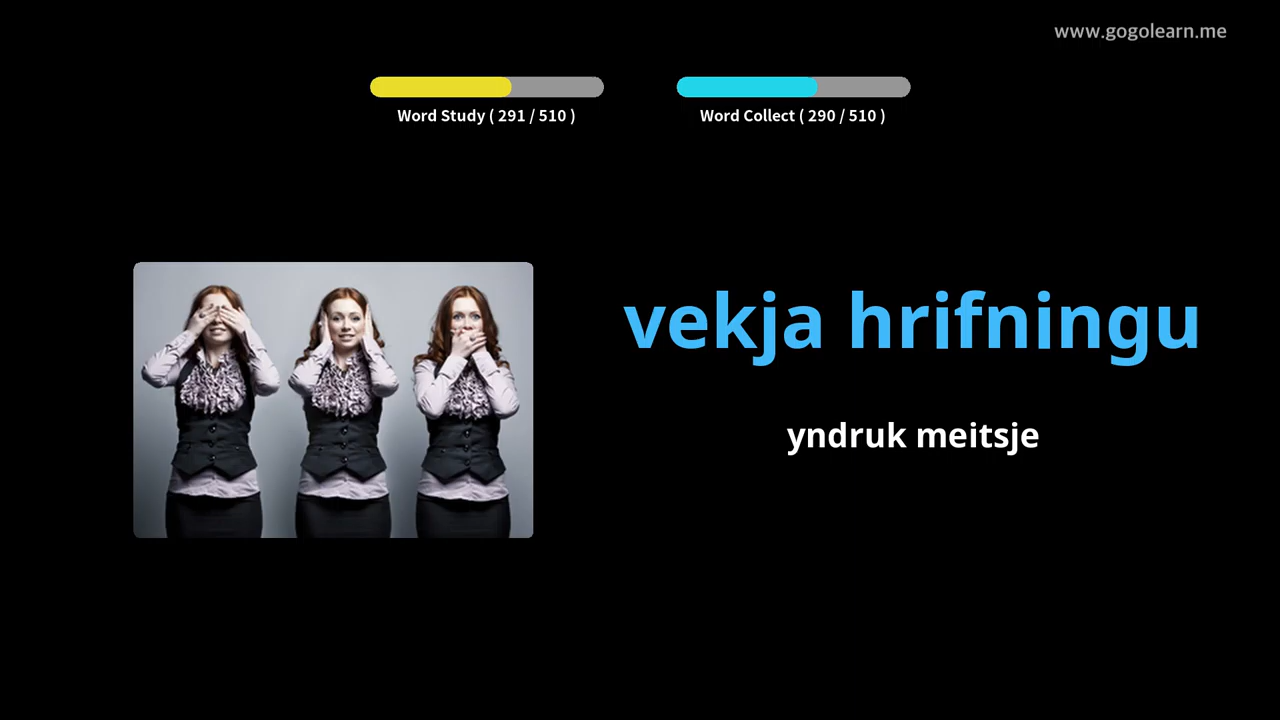 www.gogolearn.me
Word Study ( 291 / 510 )
Word Collect ( 290 / 510 )
vekja hrifningu
yndruk meitsje